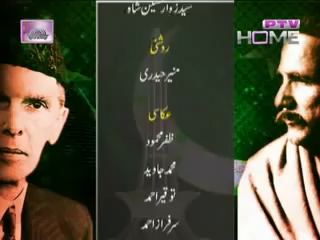 سید زوار حسین شاہ
PTV
HOME
روشنی
منیر حیدری
عکاسی
ظفر محمود
محمد جاوید
توقیر احمد
سرفراز احمد